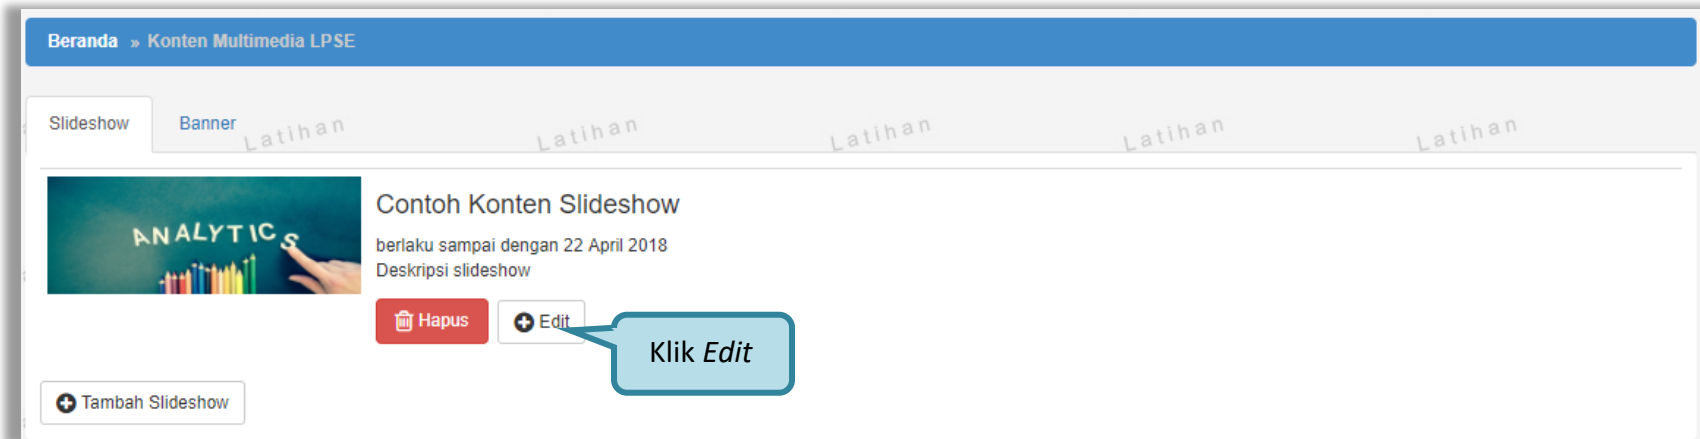 Beranda » Konten Multimedia LPSE
Slideshow Banner
Latihan Latihan Latihan Latihan Latihan
ANALYTICS
Contoh Konten Slideshow
berlaku sampai dengan 22 April 2018
Deskripsi slideshow
Hapus Edit
Klik Edit
Tambah Slideshow